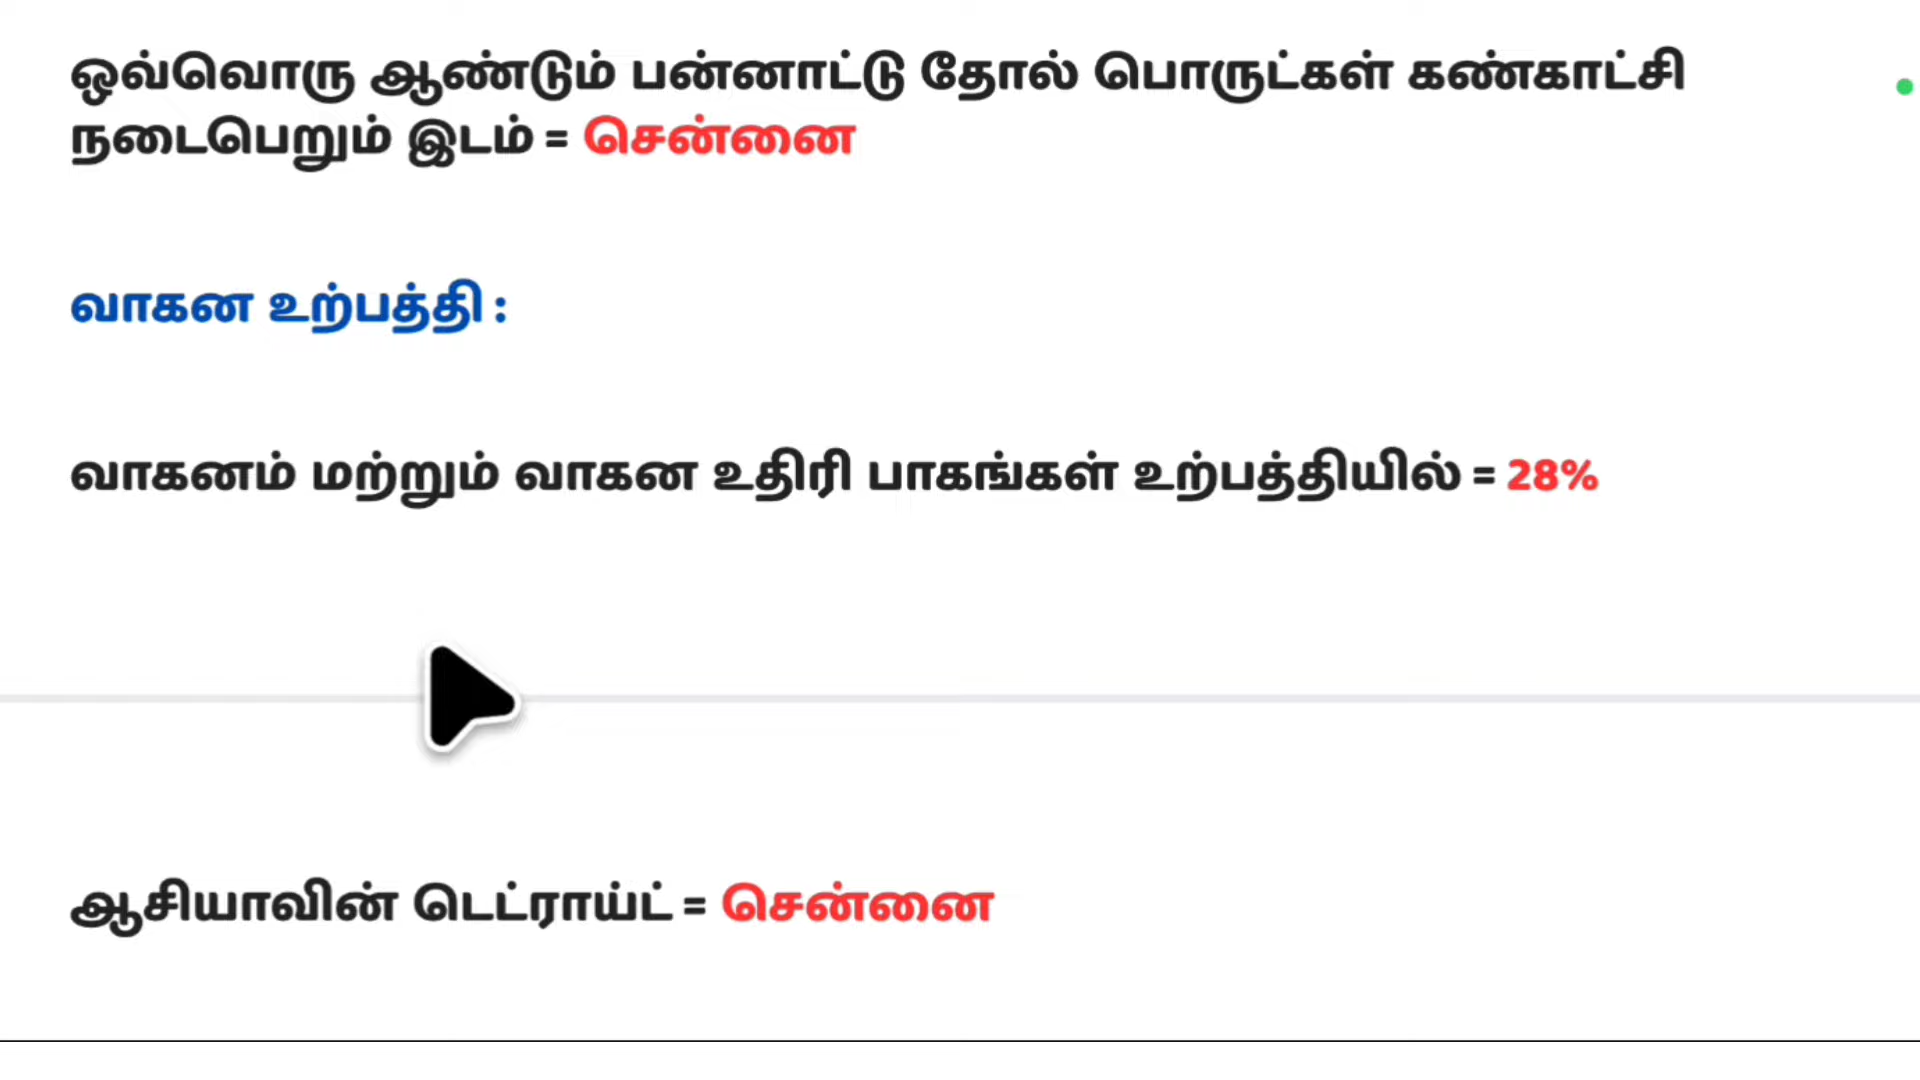 ஒவ்வொரு ஆண்டும் பன்னாட்டு தோல் பொருட்கள் கண்காட்சி
நடைபெறும் இடம் = சென்னை
வாகன உற்பத்தி :
வாகனம் மற்றும் வாகன உதிரி பாகங்கள் உற்பத்தியில் = 28%
ஆசியாவின் டெட்ராய்ட் = சென்னை